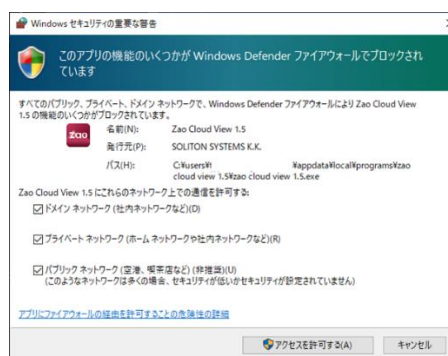 Windows セキュリティの重要な警告
このアプリの機能のいくつかが Windows Defender ファイアウォールでブロックされ
ています
すべてのパブリック、プライベート、ドメイン ネットワークで、Windows Defender ファイアウォールにより Zao Cloud View
1.5 の機能のいくつかがブロックされています。
zao
名前(N): Zao Cloud View 1.5
発行元(P): SOLITON SYSTEMS K.K.
パス(H): C:¥users¥t ¥appdata¥local¥programs¥zao
cloud view 1.5¥zao cloud view 1.5.exe
Zao Cloud View 1.5 にこれらのネットワーク上での通信を許可する:
ドメイン ネットワーク (社内ネットワークなど)(D)
プライベート ネットワーク (ホーム ネットワークや社内ネットワークなど)(R)
パブリック ネットワーク (空港、喫茶店など) (非推奨)(U)
(このようなネットワークは多くの場合、セキュリティが低いかセキュリティが設定されていません)
アプリにファイアウォールの経由を許可することの危険性の詳細
アクセスを許可する(A) キャンセル